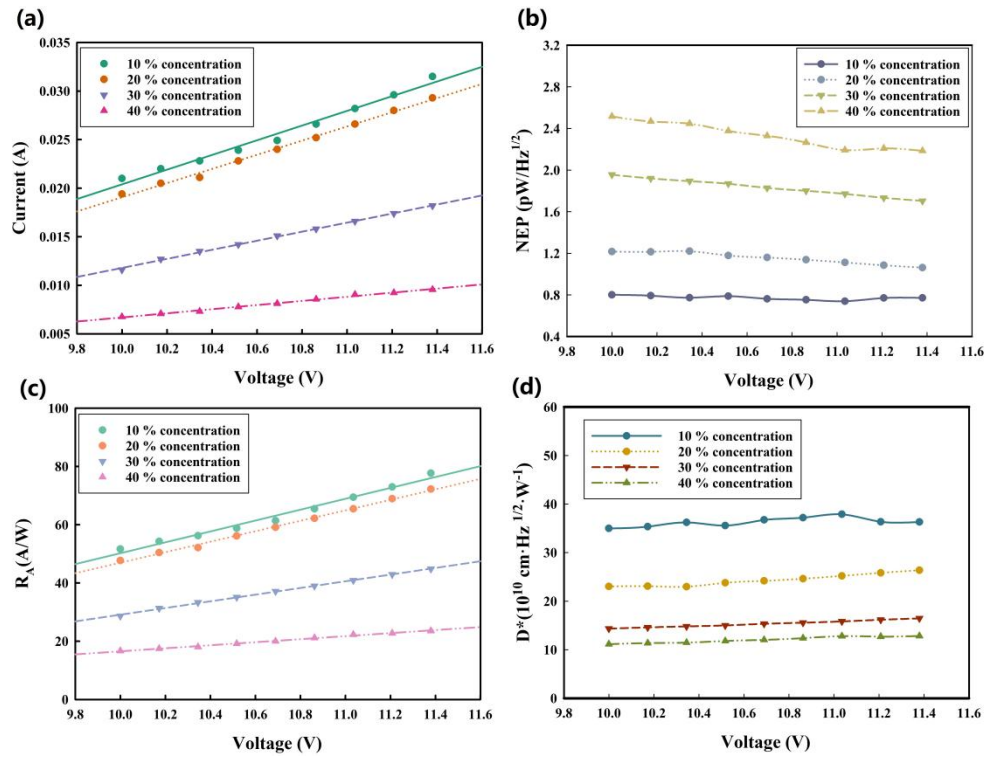 (a)
0.035
0.030
0.025
0.020
0.015
0.010
0.005
Current (A)
10 % concentration
20 % concentration
30 % concentration
40 % concentration
9.8 10.0 10.2 10.4 10.6 10.8 11.0 11.2 11.4 11.6
Voltage (V)
(b)
3.2
2.8
2.4
2.0
1.6
1.2
0.8
0.4
NEP (pW/Hz^1/2)
10 % concentration
20 % concentration
30 % concentration
40 % concentration
9.8 10.0 10.2 10.4 10.6 10.8 11.0 11.2 11.4 11.6
Voltage (V)
(c)
100
80
60
40
20
0
R_A(A/W)
10 % concentration
20 % concentration
30 % concentration
40 % concentration
9.8 10.0 10.2 10.4 10.6 10.8 11.0 11.2 11.4 11.6
Voltage (V)
(d)
60
50
40
30
20
10
0
D*(10^10 cm·Hz^1/2·W^-1)
10 % concentration
20 % concentration
30 % concentration
40 % concentration
9.8 10.0 10.2 10.4 10.6 10.8 11.0 11.2 11.4 11.6
Voltage (V)